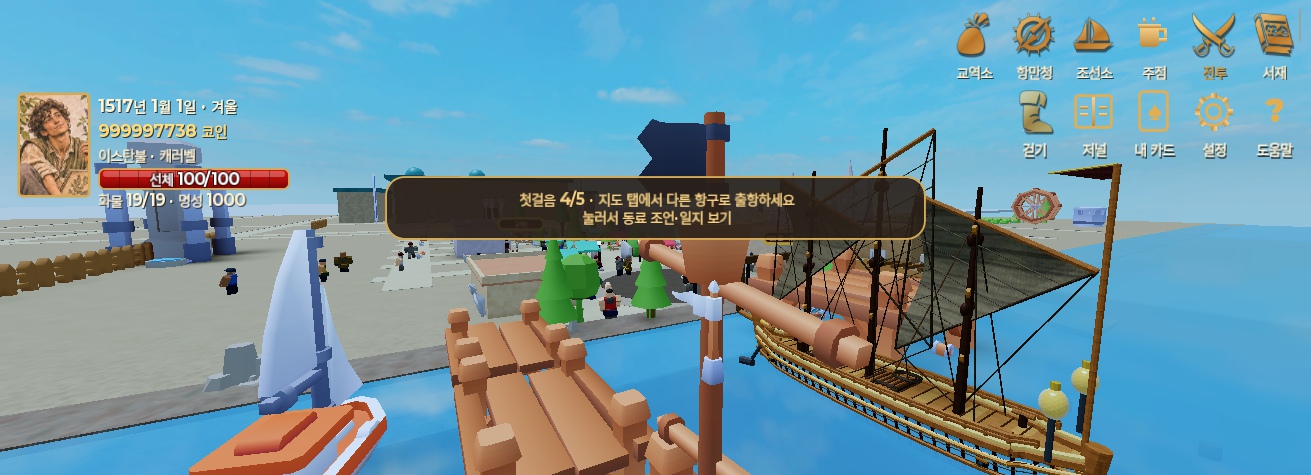 1517년 1월 1일 · 겨울
999997738 코인
이스탄불 · 캐러벨
선체 100/100
화물 19/19 · 명성 1000
교역소
항만청
조선소
주점
전투
서재
걷기
저널
내 카드
설정
도움말
첫걸음 4/5 · 지도 탭에서 다른 항구로 출항하세요
눌러서 동료 조언·일지 보기